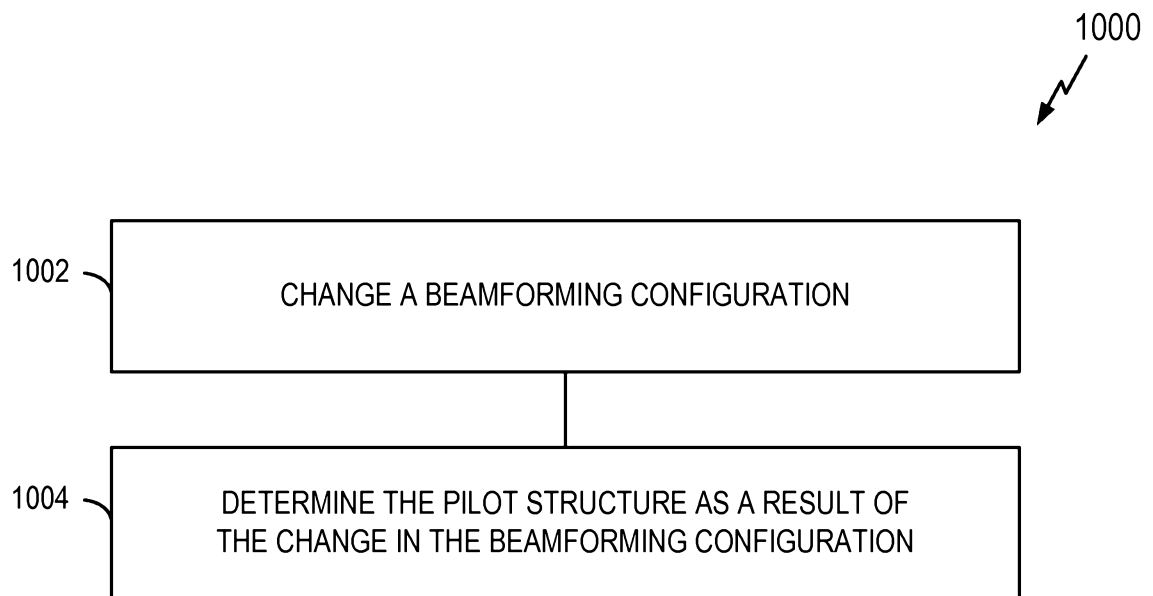 1000
1002
CHANGE A BEAMFORMING CONFIGURATION
1004
DETERMINE THE PILOT STRUCTURE AS A RESULT OF
THE CHANGE IN THE BEAMFORMING CONFIGURATION